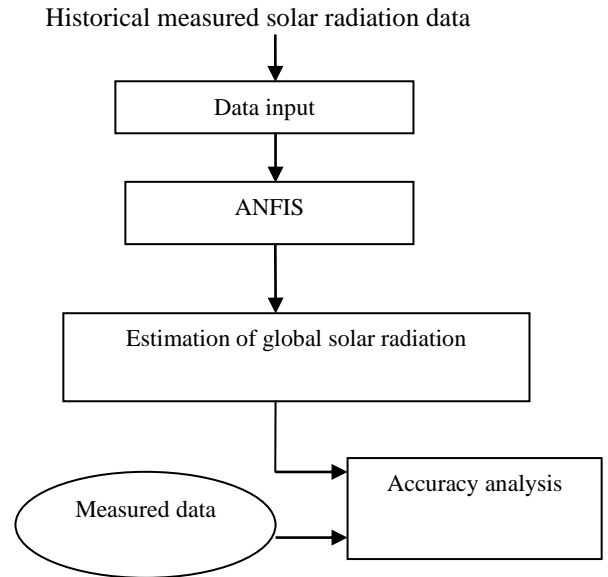 Historical measured solar radiation data
Data input
ANFIS
Estimation of global solar radiation
Accuracy analysis
Measured data